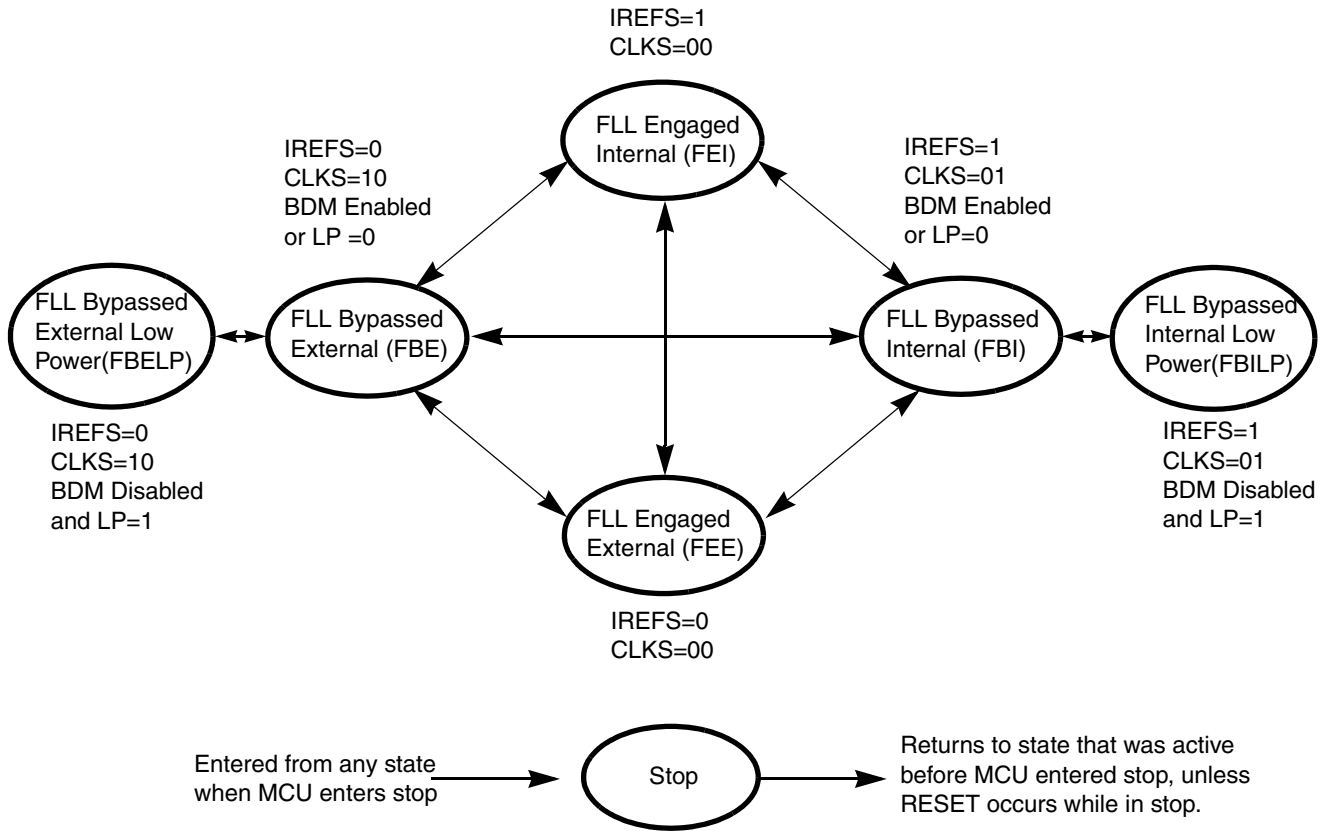 IREFS=1
CLKS=00
FLL Engaged
Internal (FEI)
IREFS=0
CLKS=10
BDM Enabled
or LP =0
IREFS=1
CLKS=01
BDM Enabled
or LP=0
FLL Bypassed
External Low
Power(FBELP)
FLL Bypassed
External (FBE)
FLL Bypassed
Internal (FBI)
FLL Bypassed
Internal Low
Power(FBILP)
IREFS=0
CLKS=10
BDM Disabled
and LP=1
IREFS=1
CLKS=01
BDM Disabled
and LP=1
FLL Engaged
External (FEE)
IREFS=0
CLKS=00
Entered from any state
when MCU enters stop
Stop
Returns to state that was active
before MCU entered stop, unless
RESET occurs while in stop.